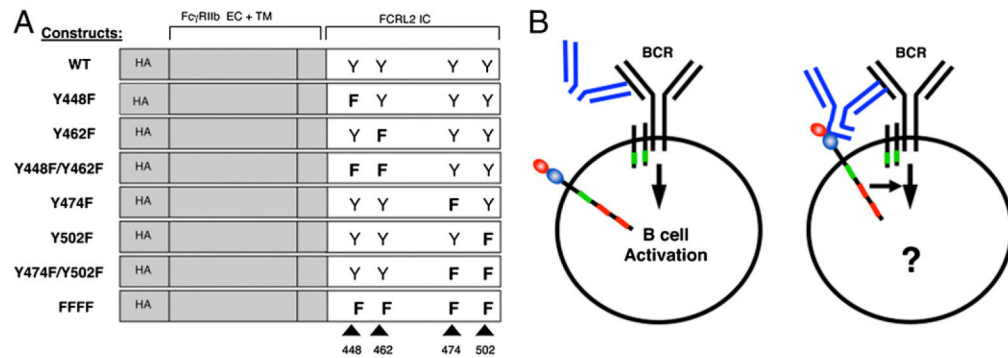 A
Constructs:
FcγRIIb EC + TM
FCRL2 IC
WT HA Y Y Y Y
Y448F HA F Y Y Y
Y462F HA Y F Y Y
Y448F/Y462F HA F F Y Y
Y474F HA Y Y F Y
Y502F HA Y Y Y F
Y474F/Y502F HA Y Y F F
FFFF HA F F F F
448 462 474 502
B
BCR
B cell
Activation
BCR
?